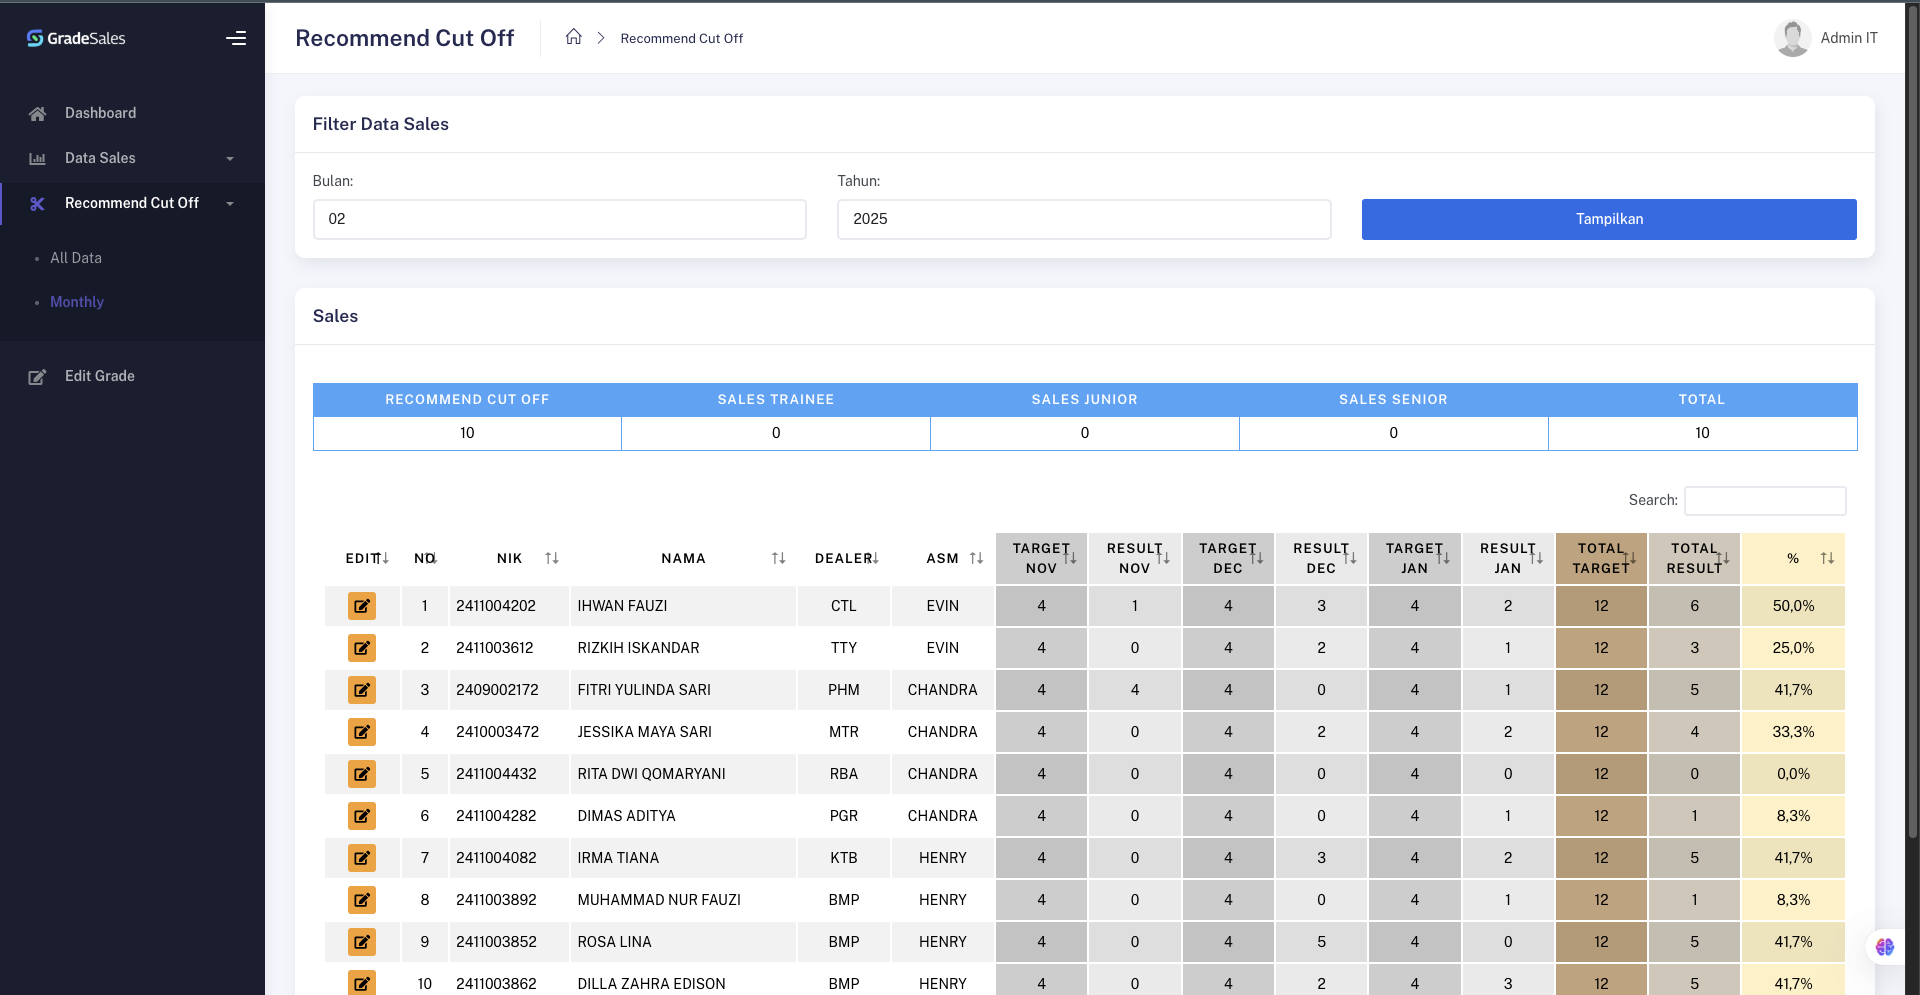 GradeSales
Recommend Cut Off
Recommend Cut Off
Admin IT
Dashboard
Data Sales
Recommend Cut Off
All Data
Monthly
Edit Grade
Filter Data Sales
Bulan:
Tahun:
02
2025
Tampilkan
Sales
RECOMMEND CUT OFF SALES TRAINEE SALES JUNIOR SALES SENIOR TOTAL
10 0 0 0 10
Search:
EDIT NO NIK NAMA DEALER ASM TARGET NOV RESULT NOV TARGET DEC RESULT DEC TARGET JAN RESULT JAN TOTAL TARGET TOTAL RESULT %
1 2411004202 IHWAN FAUZI CTL EVIN 4 1 4 3 4 2 12 6 50,0%
2 2411003612 RIZKIH ISKANDAR TTY EVIN 4 0 4 2 4 1 12 3 25,0%
3 2409002172 FITRI YULINDA SARI PHM CHANDRA 4 4 4 0 4 1 12 5 41,7%
4 2410003472 JESSIKA MAYA SARI MTR CHANDRA 4 0 4 2 4 2 12 4 33,3%
5 2411004432 RITA DWI QOMARYANI RBA CHANDRA 4 0 4 0 4 0 12 0 0,0%
6 2411004282 DIMAS ADITYA PGR CHANDRA 4 0 4 0 4 1 12 1 8,3%
7 2411004082 IRMA TIANA KTB HENRY 4 0 4 3 4 2 12 5 41,7%
8 2411003892 MUHAMMAD NUR FAUZI BMP HENRY 4 0 4 0 4 1 12 1 8,3%
9 2411003852 ROSA LINA BMP HENRY 4 0 4 5 4 0 12 5 41,7%
10 2411003862 DILLA ZAHRA EDISON BMP HENRY 4 0 4 2 4 3 12 5 41,7%